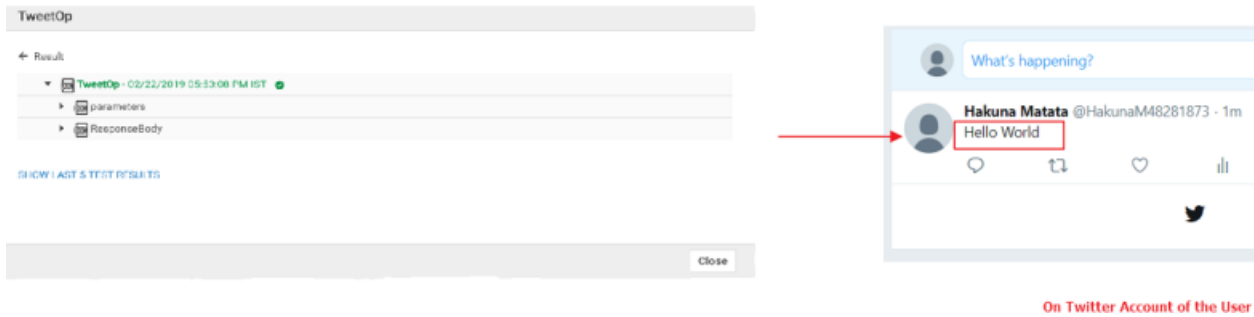 TweetOp
← Result
TweetOp - 02/22/2019 05:53:08 PM IST
parameters
ResponseBody
SHOW LAST 5 TEST RESULTS
Close
What's happening?
Hakuna Matata @HakunaM48281873 · 1m
Hello World
On Twitter Account of the User